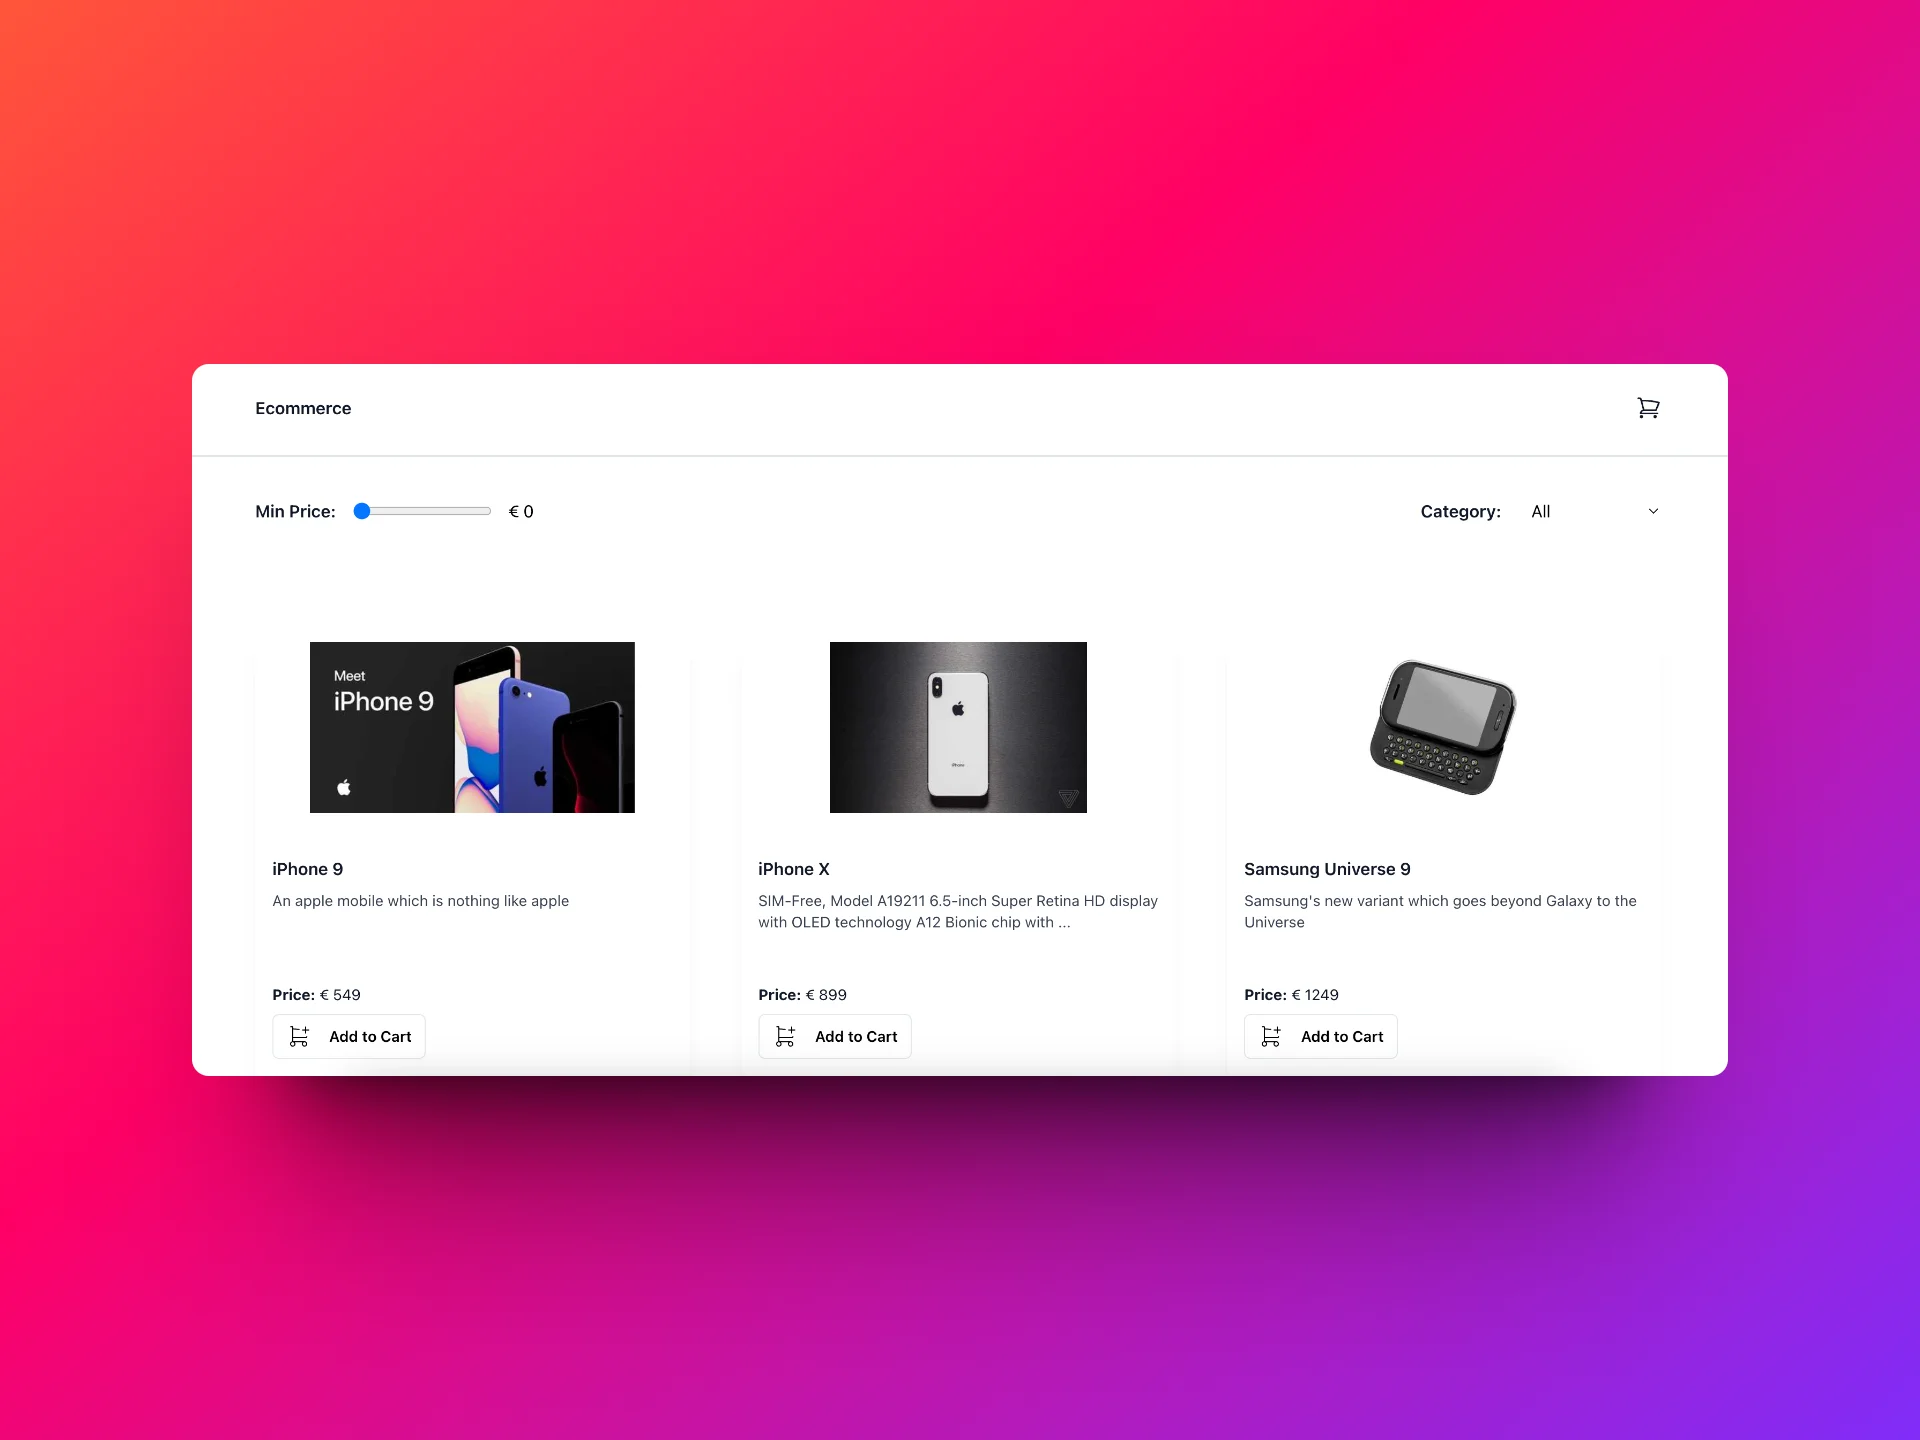 Ecommerce
Min Price: € 0
Category: All
Meet
iPhone 9
iPhone
iPhone 9
An apple mobile which is nothing like apple
Price: € 549
Add to Cart
iPhone X
SIM-Free, Model A19211 6.5-inch Super Retina HD display
with OLED technology A12 Bionic chip with ...
Price: € 899
Add to Cart
Samsung Universe 9
Samsung's new variant which goes beyond Galaxy to the
Universe
Price: € 1249
Add to Cart